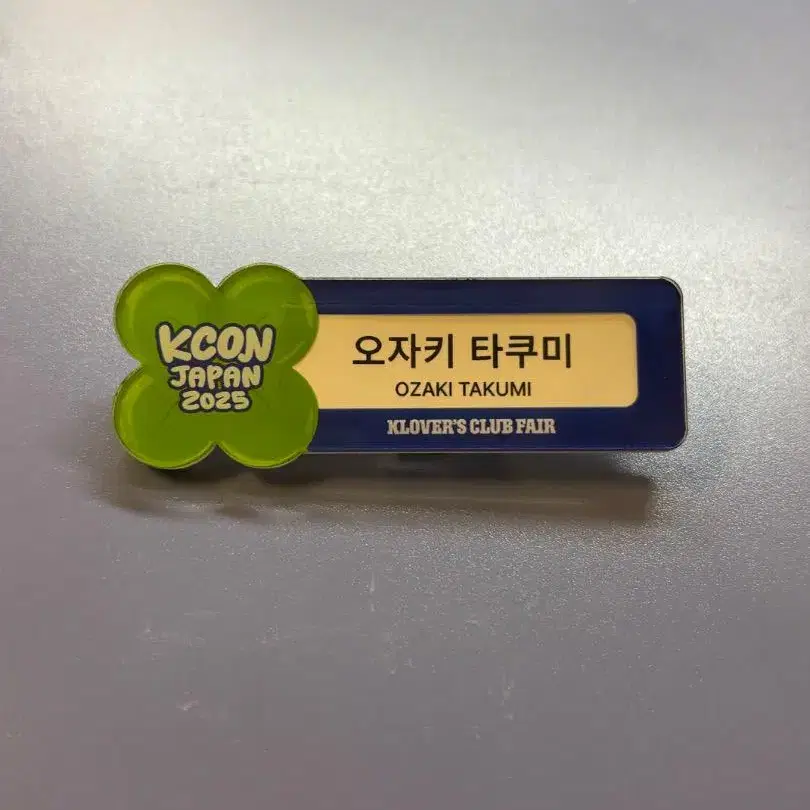 KCON
JAPAN
2025
오자키 타쿠미
OZAKI TAKUMI
KLOVER'S CLUB FAIR